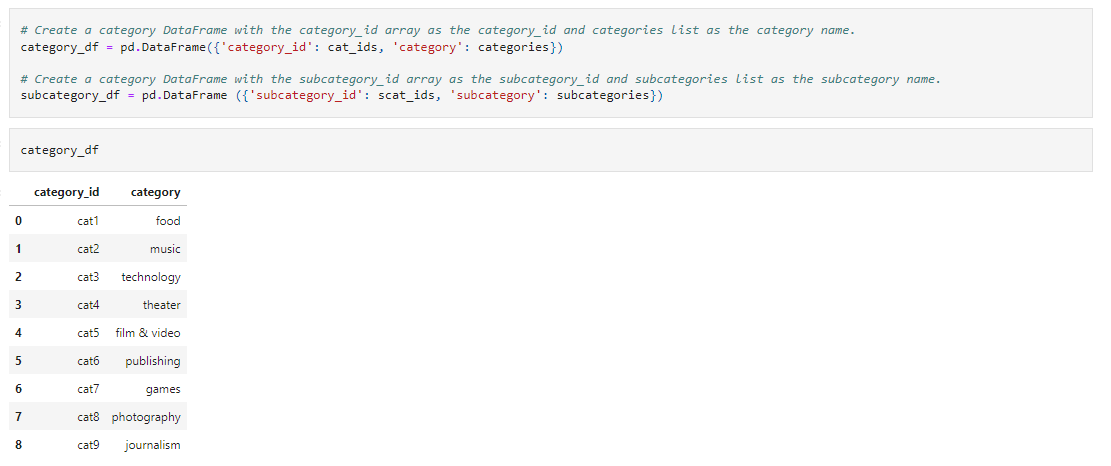 # Create a category DataFrame with the category_id array as the category_id and categories list as the category name.
category_df = pd.DataFrame({'category_id': cat_ids, 'category': categories})
# Create a category DataFrame with the subcategory_id array as the subcategory_id and subcategories list as the subcategory name.
subcategory_df = pd.DataFrame ({'subcategory_id': scat_ids, 'subcategory': subcategories})
category_df
category_id category
0 cat1 food
1 cat2 music
2 cat3 technology
3 cat4 theater
4 cat5 film & video
5 cat6 publishing
6 cat7 games
7 cat8 photography
8 cat9 journalism